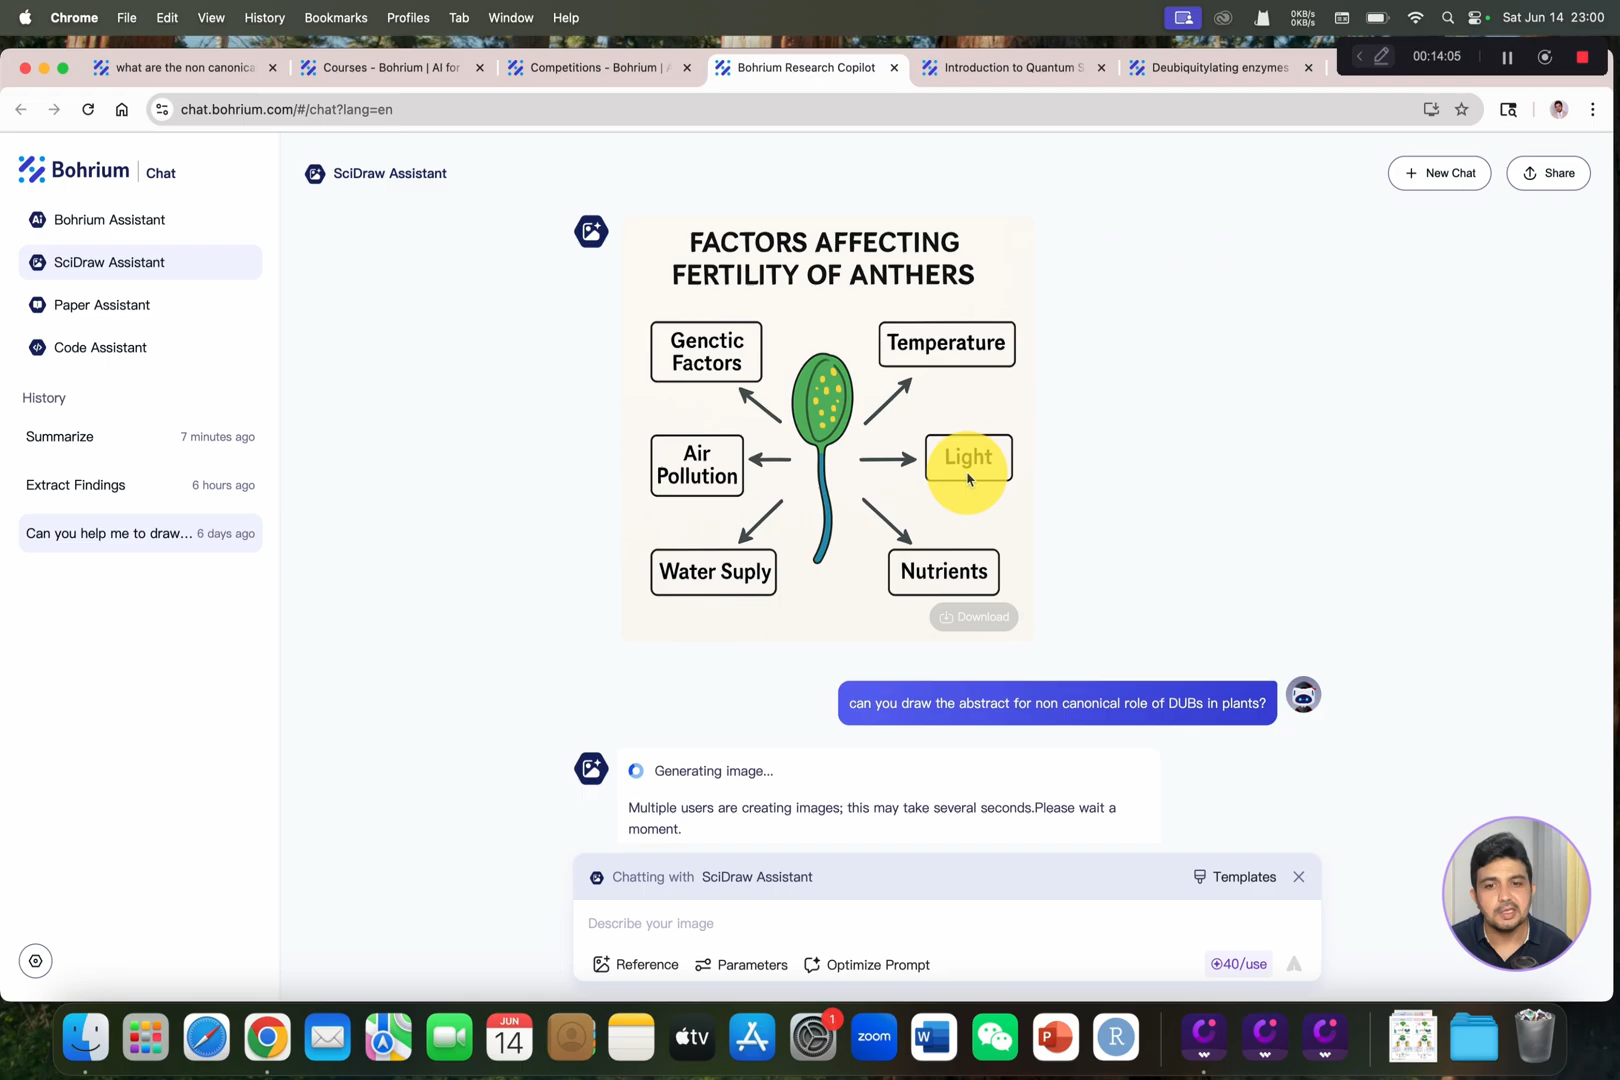 Chrome File Edit View History Bookmarks Profiles Tab Window Help
0KB/s
0KB/s
Sat Jun 14 23:00
what are the non canonica
Courses - Bohrium | AI for
Competitions - Bohrium | A
Bohrium Research Copilot
Introduction to Quantum S
Deubiquitylating enzymes
00:14:05
chat.bohrium.com/#/chat?lang=en
Bohrium | Chat
SciDraw Assistant
New Chat
Share
Bohrium Assistant
SciDraw Assistant
Paper Assistant
Code Assistant
History
Summarize 7 minutes ago
Extract Findings 6 hours ago
Can you help me to draw... 6 days ago
FACTORS AFFECTING
FERTILITY OF ANTHERS
Genctic
Factors
Temperature
Air
Pollution
Light
Water Suply
Nutrients
Download
can you draw the abstract for non canonical role of DUBs in plants?
Generating image...
Multiple users are creating images; this may take several seconds.Please wait a
moment.
Chatting with SciDraw Assistant
Templates
Describe your image
Reference Parameters Optimize Prompt
40/use
JUN
14
tv
1
zoom
W
P
R